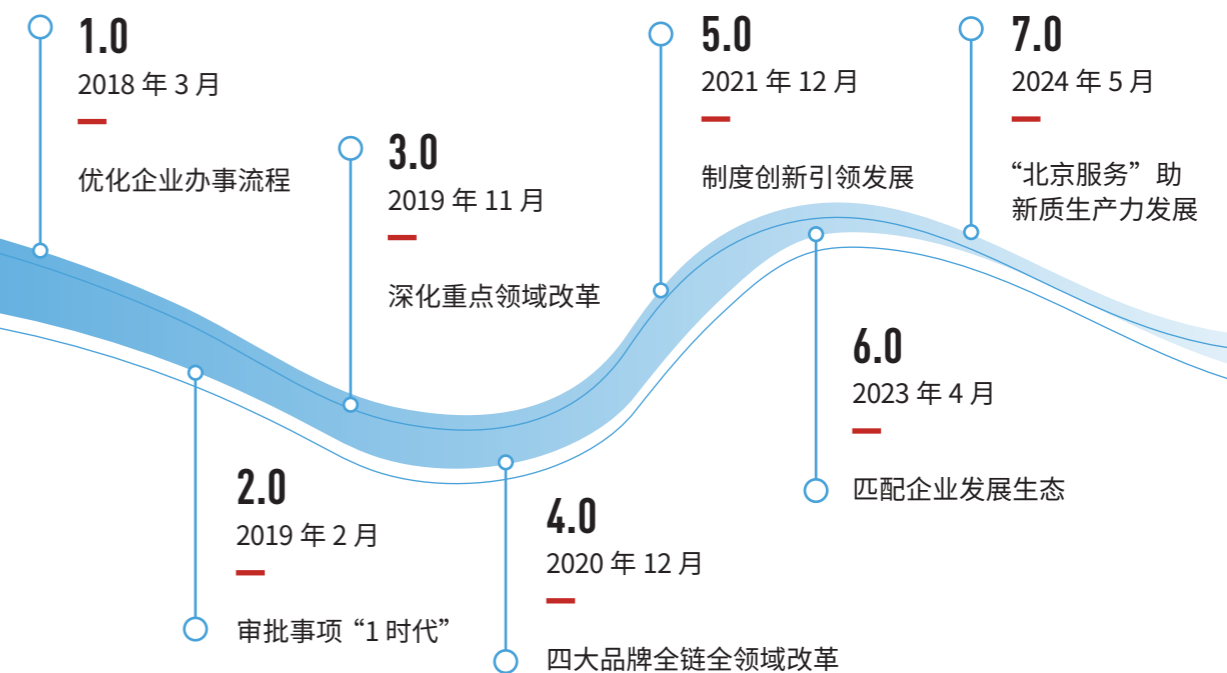 1.0
2018 年 3 月
优化企业办事流程
2.0
2019 年 2 月
审批事项“1 时代”
3.0
2019 年 11 月
深化重点领域改革
4.0
2020 年 12 月
四大品牌全链全领域改革
5.0
2021 年 12 月
制度创新引领发展
6.0
2023 年 4 月
匹配企业发展生态
7.0
2024 年 5 月
“北京服务”助
新质生产力发展